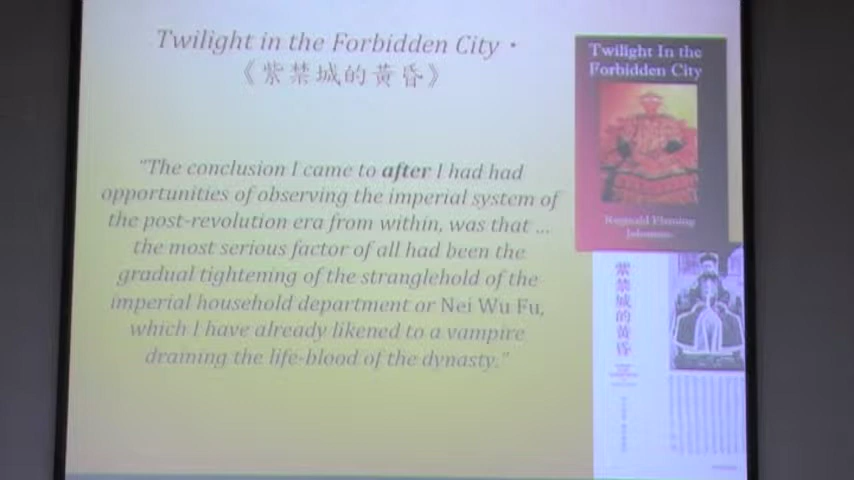 Twilight in the Forbidden City ·
《紫禁城的黃昏》
"The conclusion I came to after I had had
opportunities of observing the imperial system of
the post-revolution era from within, was that ...
the most serious factor of all had been the
gradual tightening of the stranglehold of the
imperial household department or Nei Wu Fu,
which I have already likened to a vampire
draining the life-blood of the dynasty."
Twilight In the
Forbidden City
Reginald Fleming
Johnston
紫禁城的黄昏